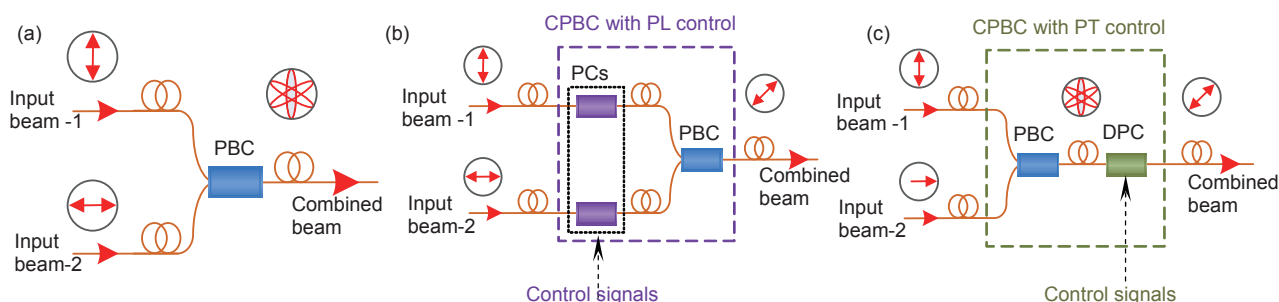 (a)
Input
beam -1
Input
beam-2
PBC
Combined
beam
(b)
CPBC with PL control
PCs
Input
beam-1
Input
beam-2
PBC
Combined
beam
Control signals
(c)
CPBC with PT control
Input
beam-1
Input
beam-2
PBC
DPC
Combined
beam
Control signals